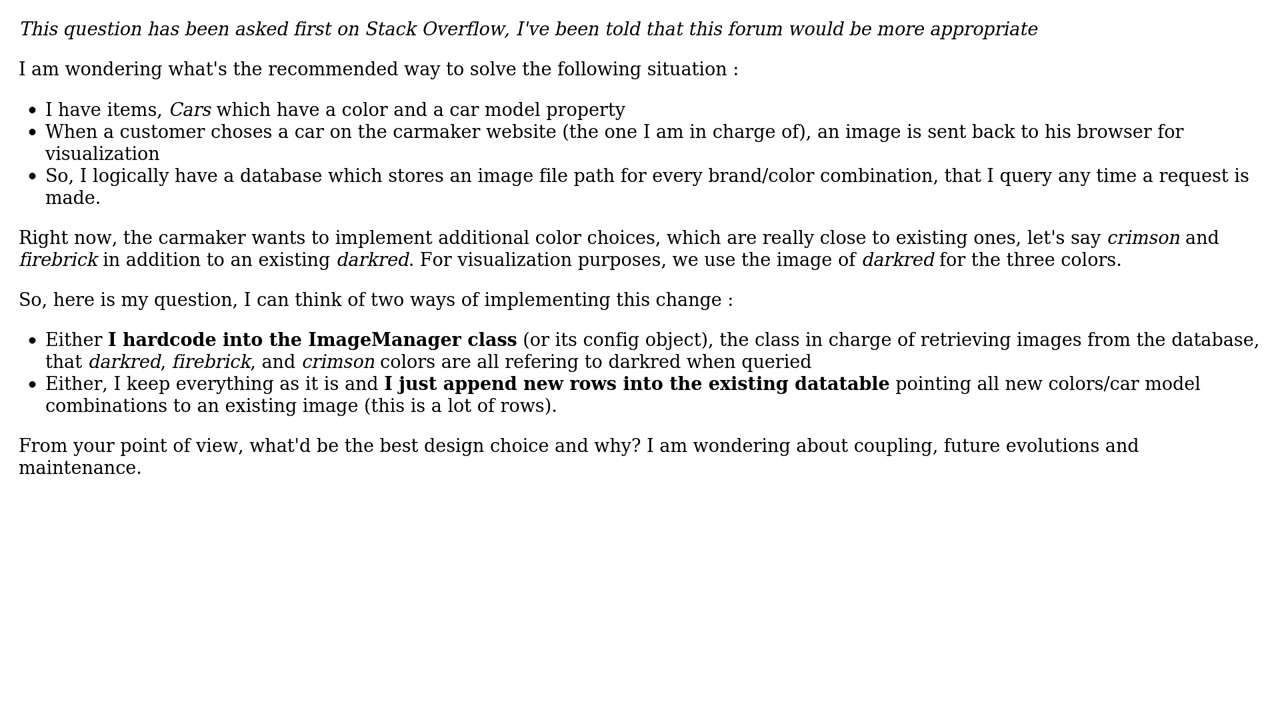 This question has been asked first on Stack Overflow, I've been told that this forum would be more appropriate
I am wondering what's the recommended way to solve the following situation :
• I have items, Cars which have a color and a car model property
• When a customer choses a car on the carmaker website (the one I am in charge of), an image is sent back to his browser for
visualization
• So, I logically have a database which stores an image file path for every brand/color combination, that I query any time a request is
made.
Right now, the carmaker wants to implement additional color choices, which are really close to existing ones, let's say crimson and
firebrick in addition to an existing darkred. For visualization purposes, we use the image of darkred for the three colors.
So, here is my question, I can think of two ways of implementing this change :
• Either I hardcode into the ImageManager class (or its config object), the class in charge of retrieving images from the database,
that darkred, firebrick, and crimson colors are all refering to darkred when queried
• Either, I keep everything as it is and I just append new rows into the existing datatable pointing all new colors/car model
combinations to an existing image (this is a lot of rows).
From your point of view, what'd be the best design choice and why? I am wondering about coupling, future evolutions and
maintenance.